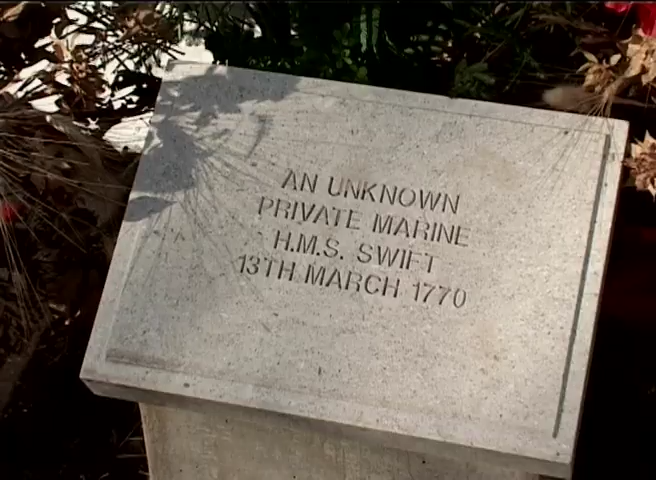 AN UNKNOWN
PRIVATE MARINE
H.M.S. SWIFT
13TH MARCH 1770